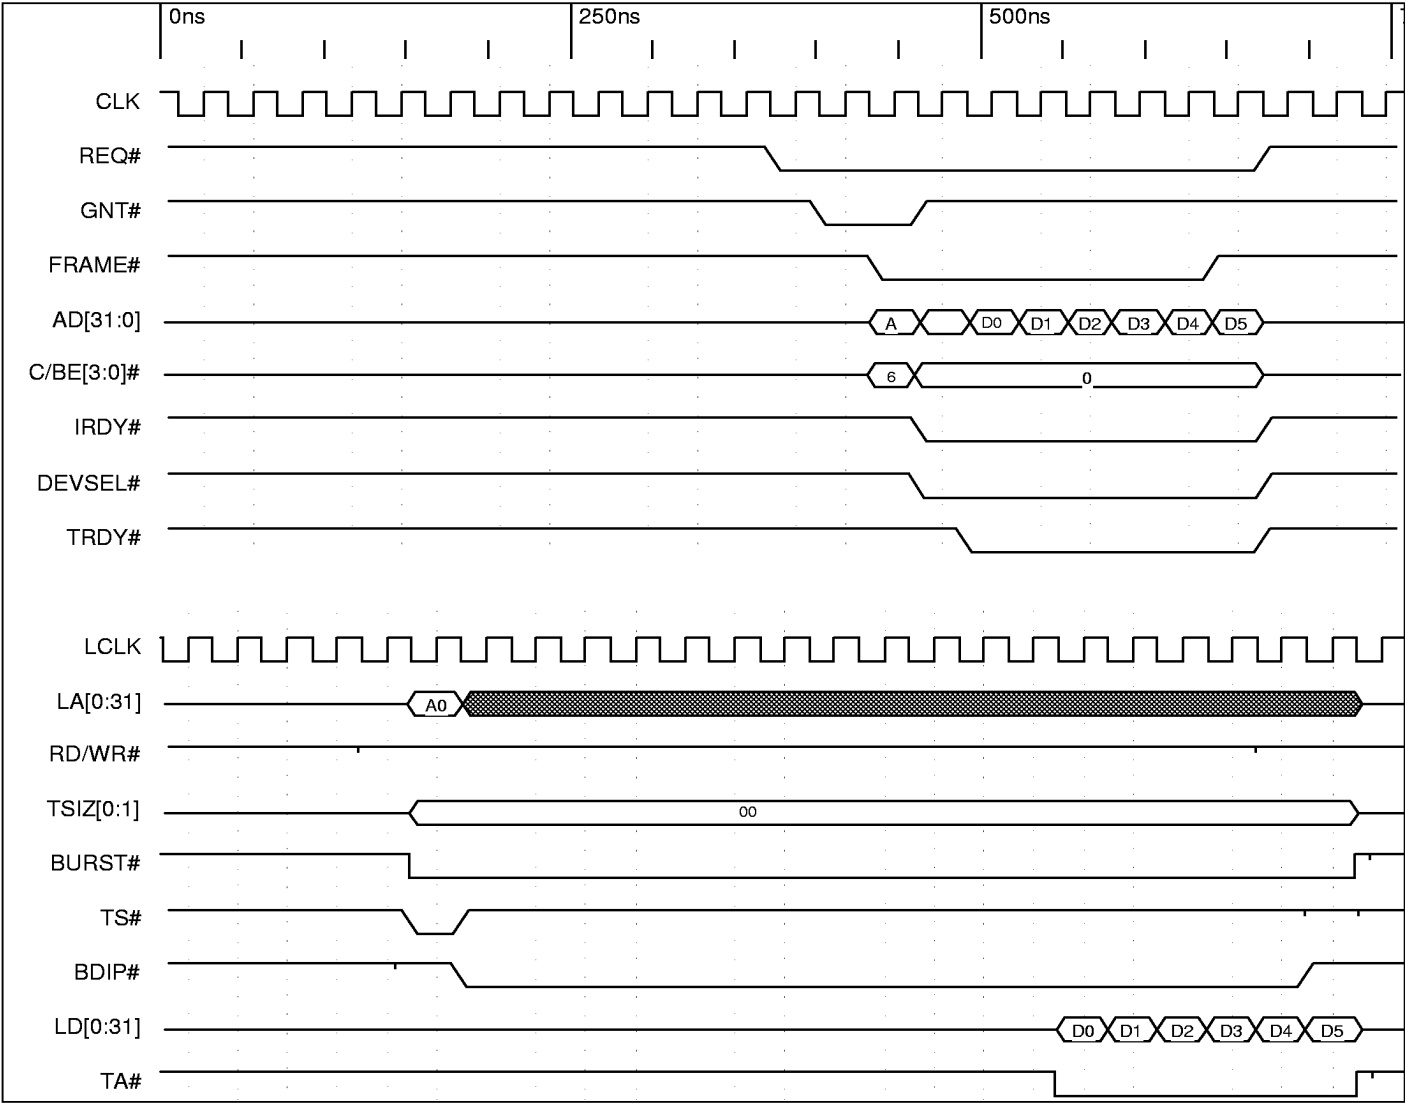 0ns 250ns 500ns
CLK
REQ#
GNT#
FRAME#
AD[31:0] A D0 D1 D2 D3 D4 D5
C/BE[3:0]# 6 0
IRDY#
DEVSEL#
TRDY#
LCLK
LA[0:31] A0
RD/WR#
TSIZ[0:1] 00
BURST#
TS#
BDIP#
LD[0:31] D0 D1 D2 D3 D4 D5
TA#